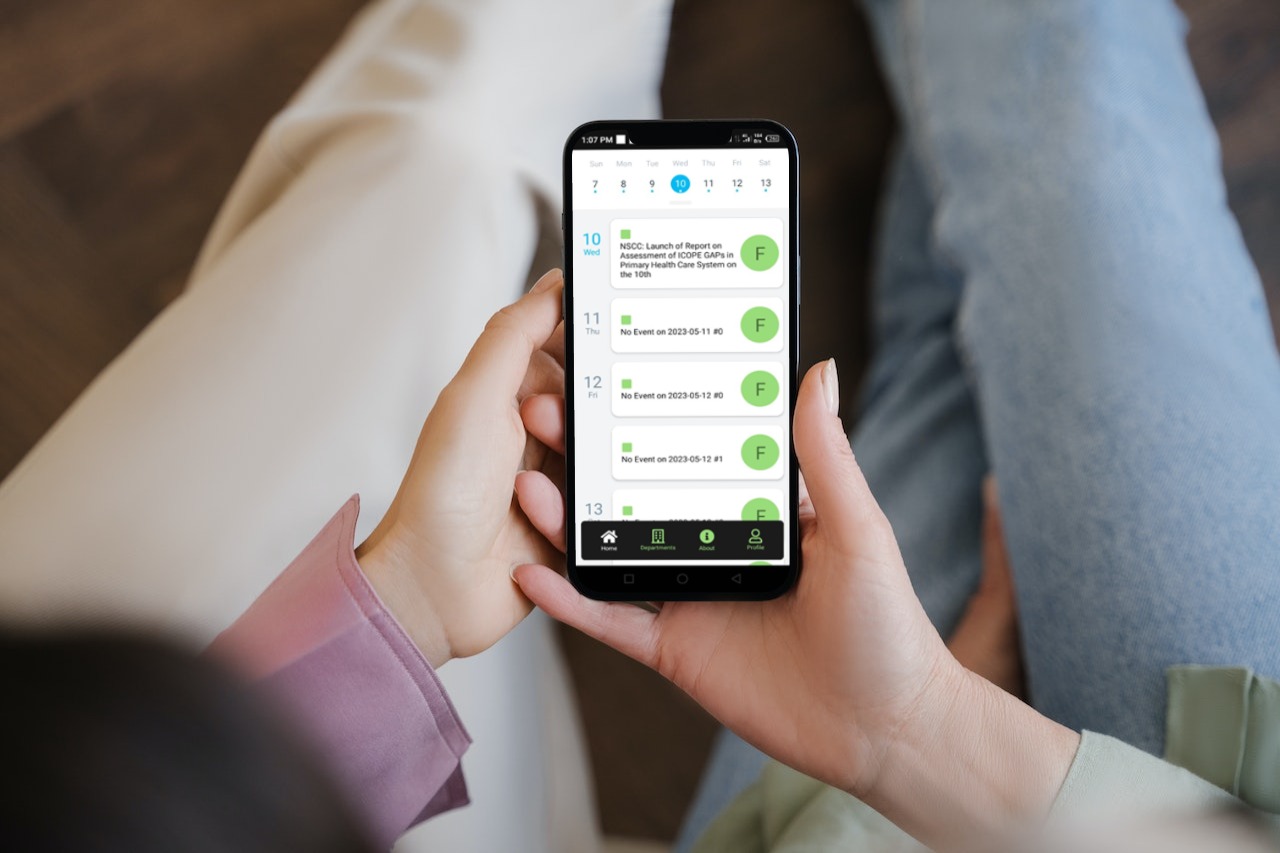 1:07 PM
Sun Mon Tue Wed Thu Fri Sat
7 8 9 10 11 12 13
10
Wed
NSCC: Launch of Report on
Assessment of ICOPE GAPs in
Primary Health Care System on
the 10th
F
11
Thu
No Event on 2023-05-11 #0
F
12
Fri
No Event on 2023-05-12 #0
F
No Event on 2023-05-12 #1
F
13
F
Home Departments About Profile